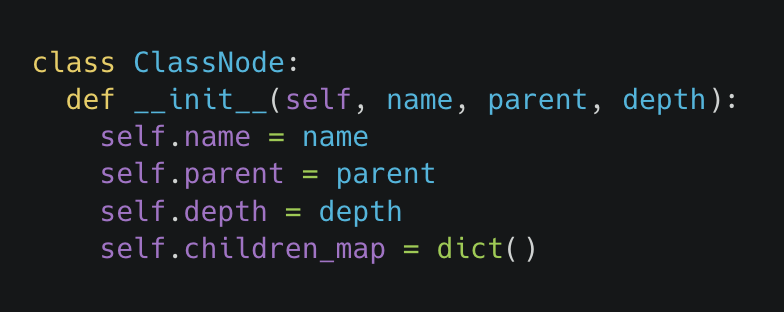 class ClassNode:
  def __init__(self, name, parent, depth):
    self.name = name
    self.parent = parent
    self.depth = depth
    self.children_map = dict()